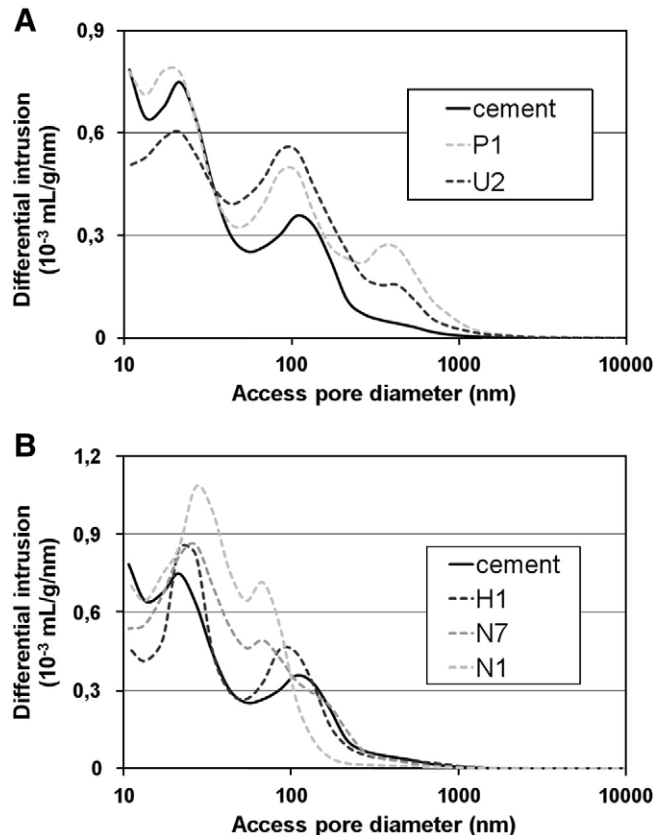 A
0,9
0,6
0,3
0
Differential intrusion
(10⁻³ mL/g/nm)
cement
P1
U2
10
100
1000
10000
Access pore diameter (nm)
B
1,2
0,9
0,6
0,3
0
Differential intrusion
(10⁻³ mL/g/nm)
cement
H1
N7
N1
10
100
1000
10000
Access pore diameter (nm)